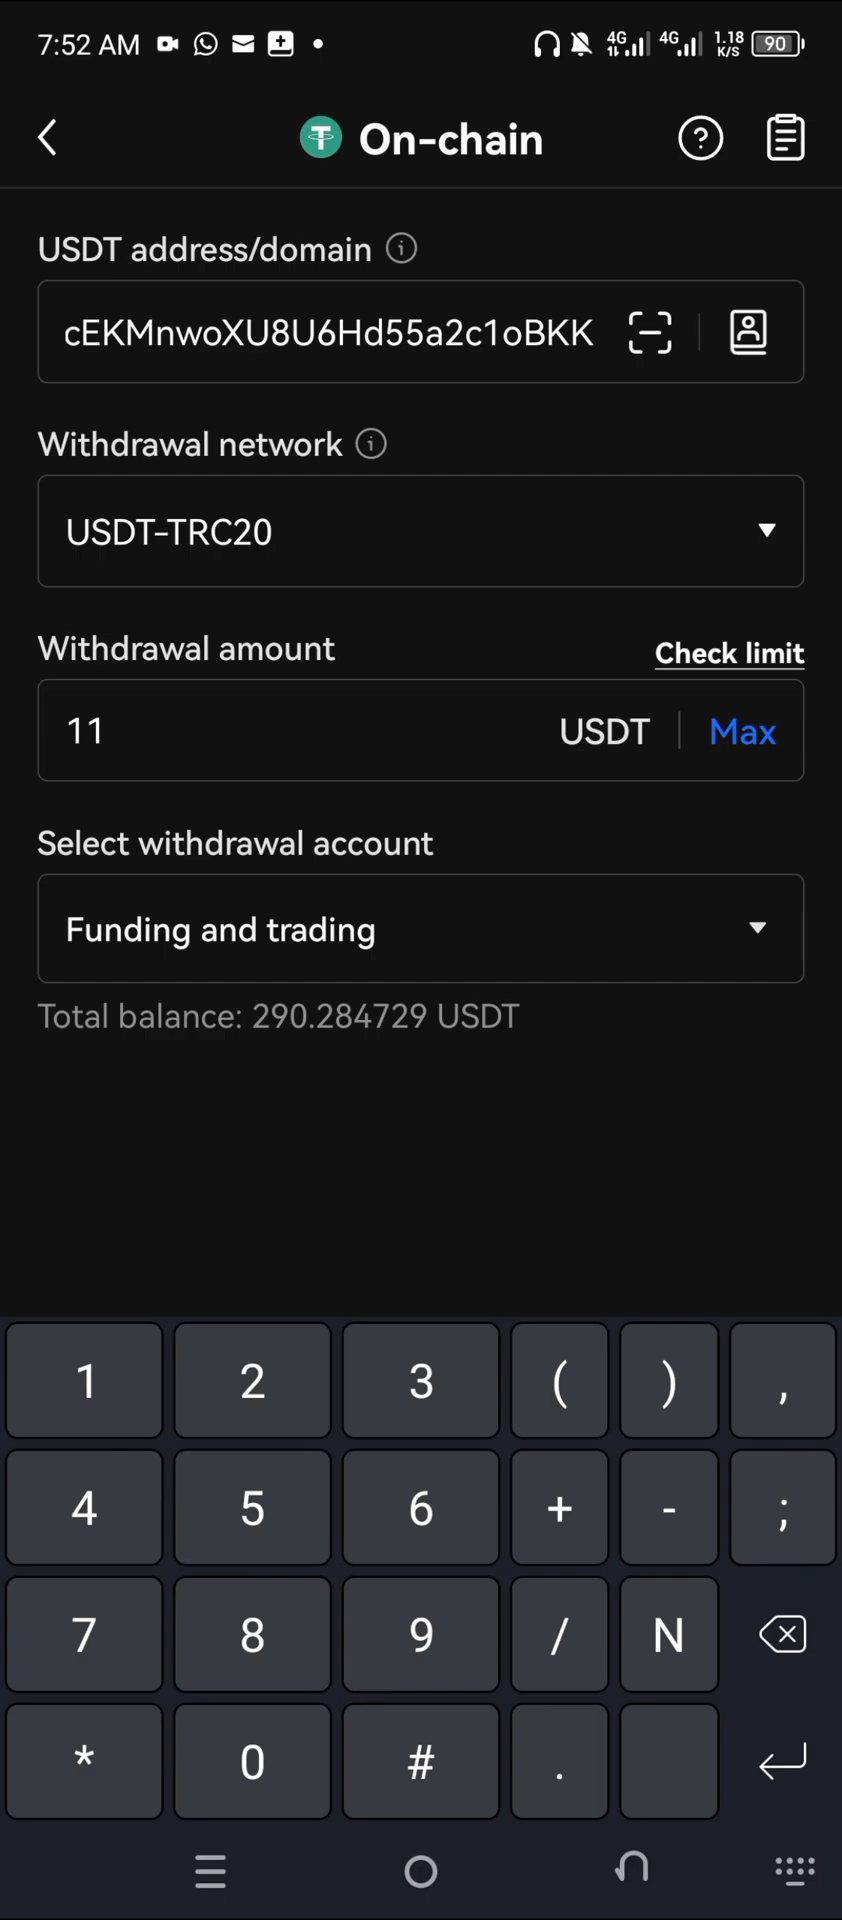 7:52 AM
4G 4G 1.18 K/S 90
On-chain
USDT address/domain
cEKMnwoXU8U6Hd55a2c1oBKK
Withdrawal network
USDT-TRC20
Withdrawal amount
Check limit
11 USDT Max
Select withdrawal account
Funding and trading
Total balance: 290.284729 USDT
1 2 3 ( ) ,
4 5 6 + - ;
7 8 9 / N
* 0 # .